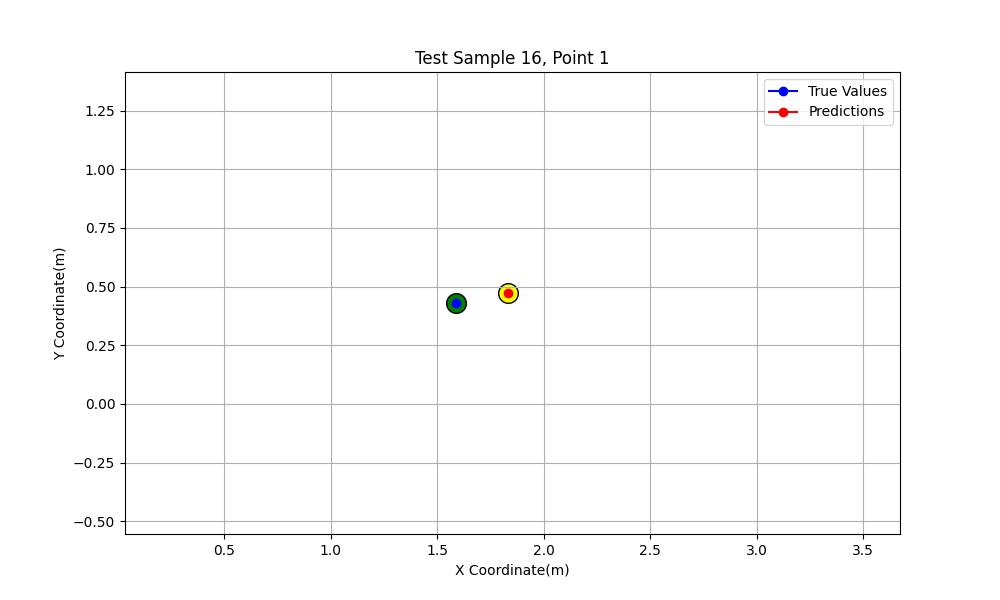 Test Sample 16, Point 1
True Values
Predictions
Y Coordinate(m)
1.25
1.00
0.75
0.50
0.25
0.00
−0.25
−0.50
0.5 1.0 1.5 2.0 2.5 3.0 3.5
X Coordinate(m)